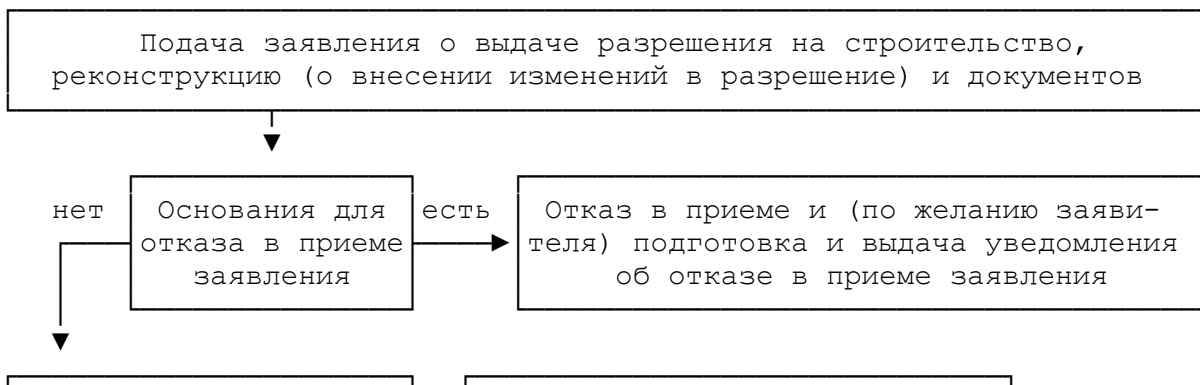 Подача заявления о выдаче разрешения на строительство,
реконструкцию (о внесении изменений в разрешение) и документов
нет
Основания для
отказа в приеме
заявления
есть
Отказ в приеме и (по желанию заяви-
теля) подготовка и выдача уведомления
об отказе в приеме заявления